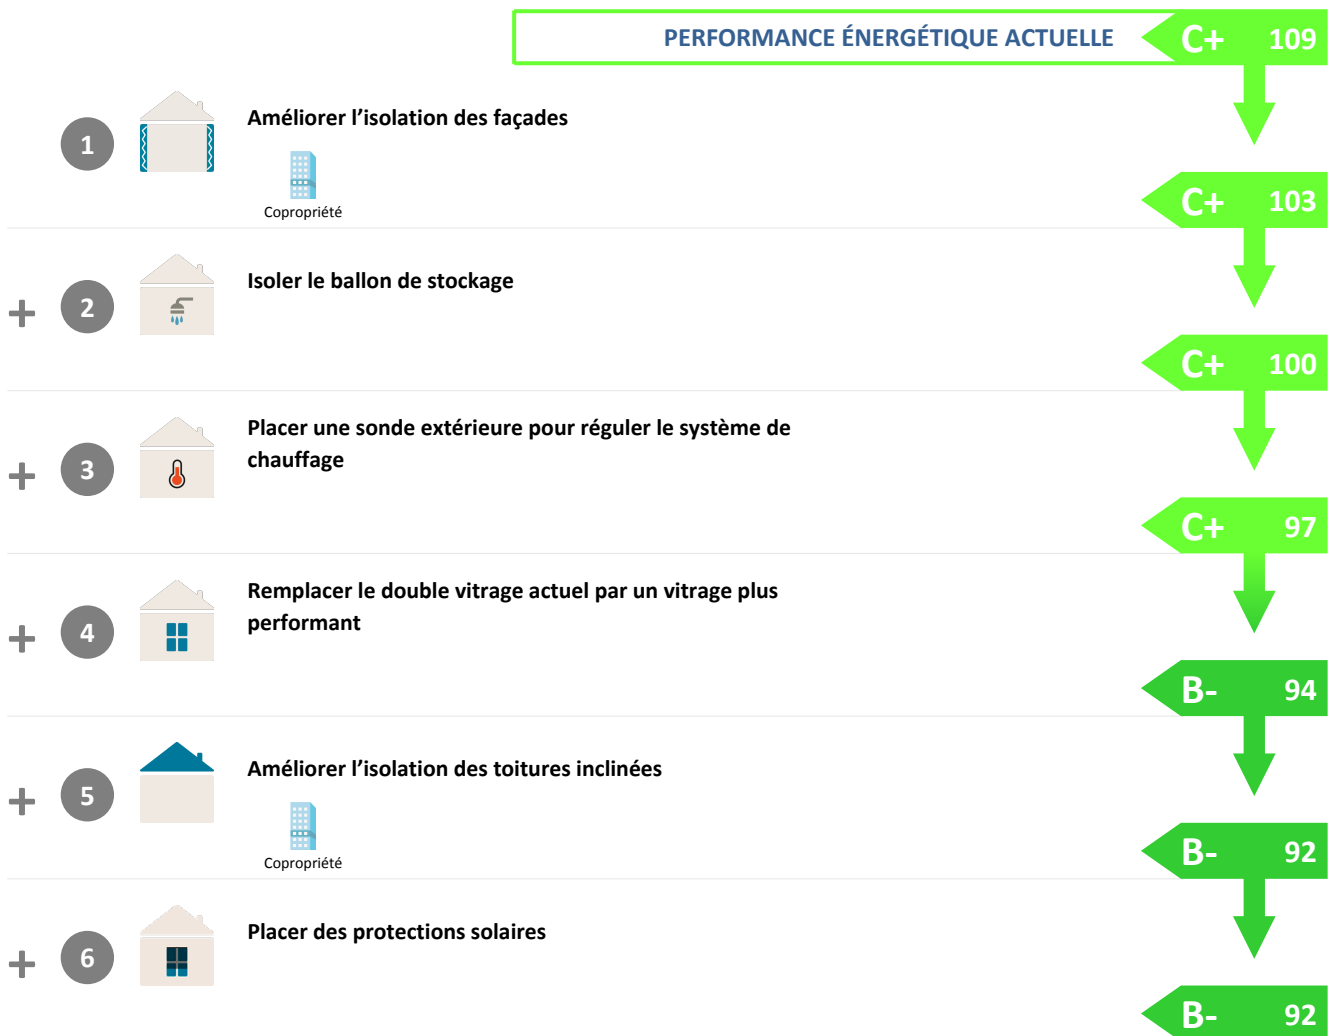 PERFORMANCE ÉNERGÉTIQUE ACTUELLE C+ 109
1 Améliorer l’isolation des façades
Copropriété
C+ 103
+ 2 Isoler le ballon de stockage
C+ 100
+ 3 Placer une sonde extérieure pour réguler le système de
chauffage
C+ 97
+ 4 Remplacer le double vitrage actuel par un vitrage plus
performant
B- 94
+ 5 Améliorer l’isolation des toitures inclinées
Copropriété
B- 92
+ 6 Placer des protections solaires
B- 92